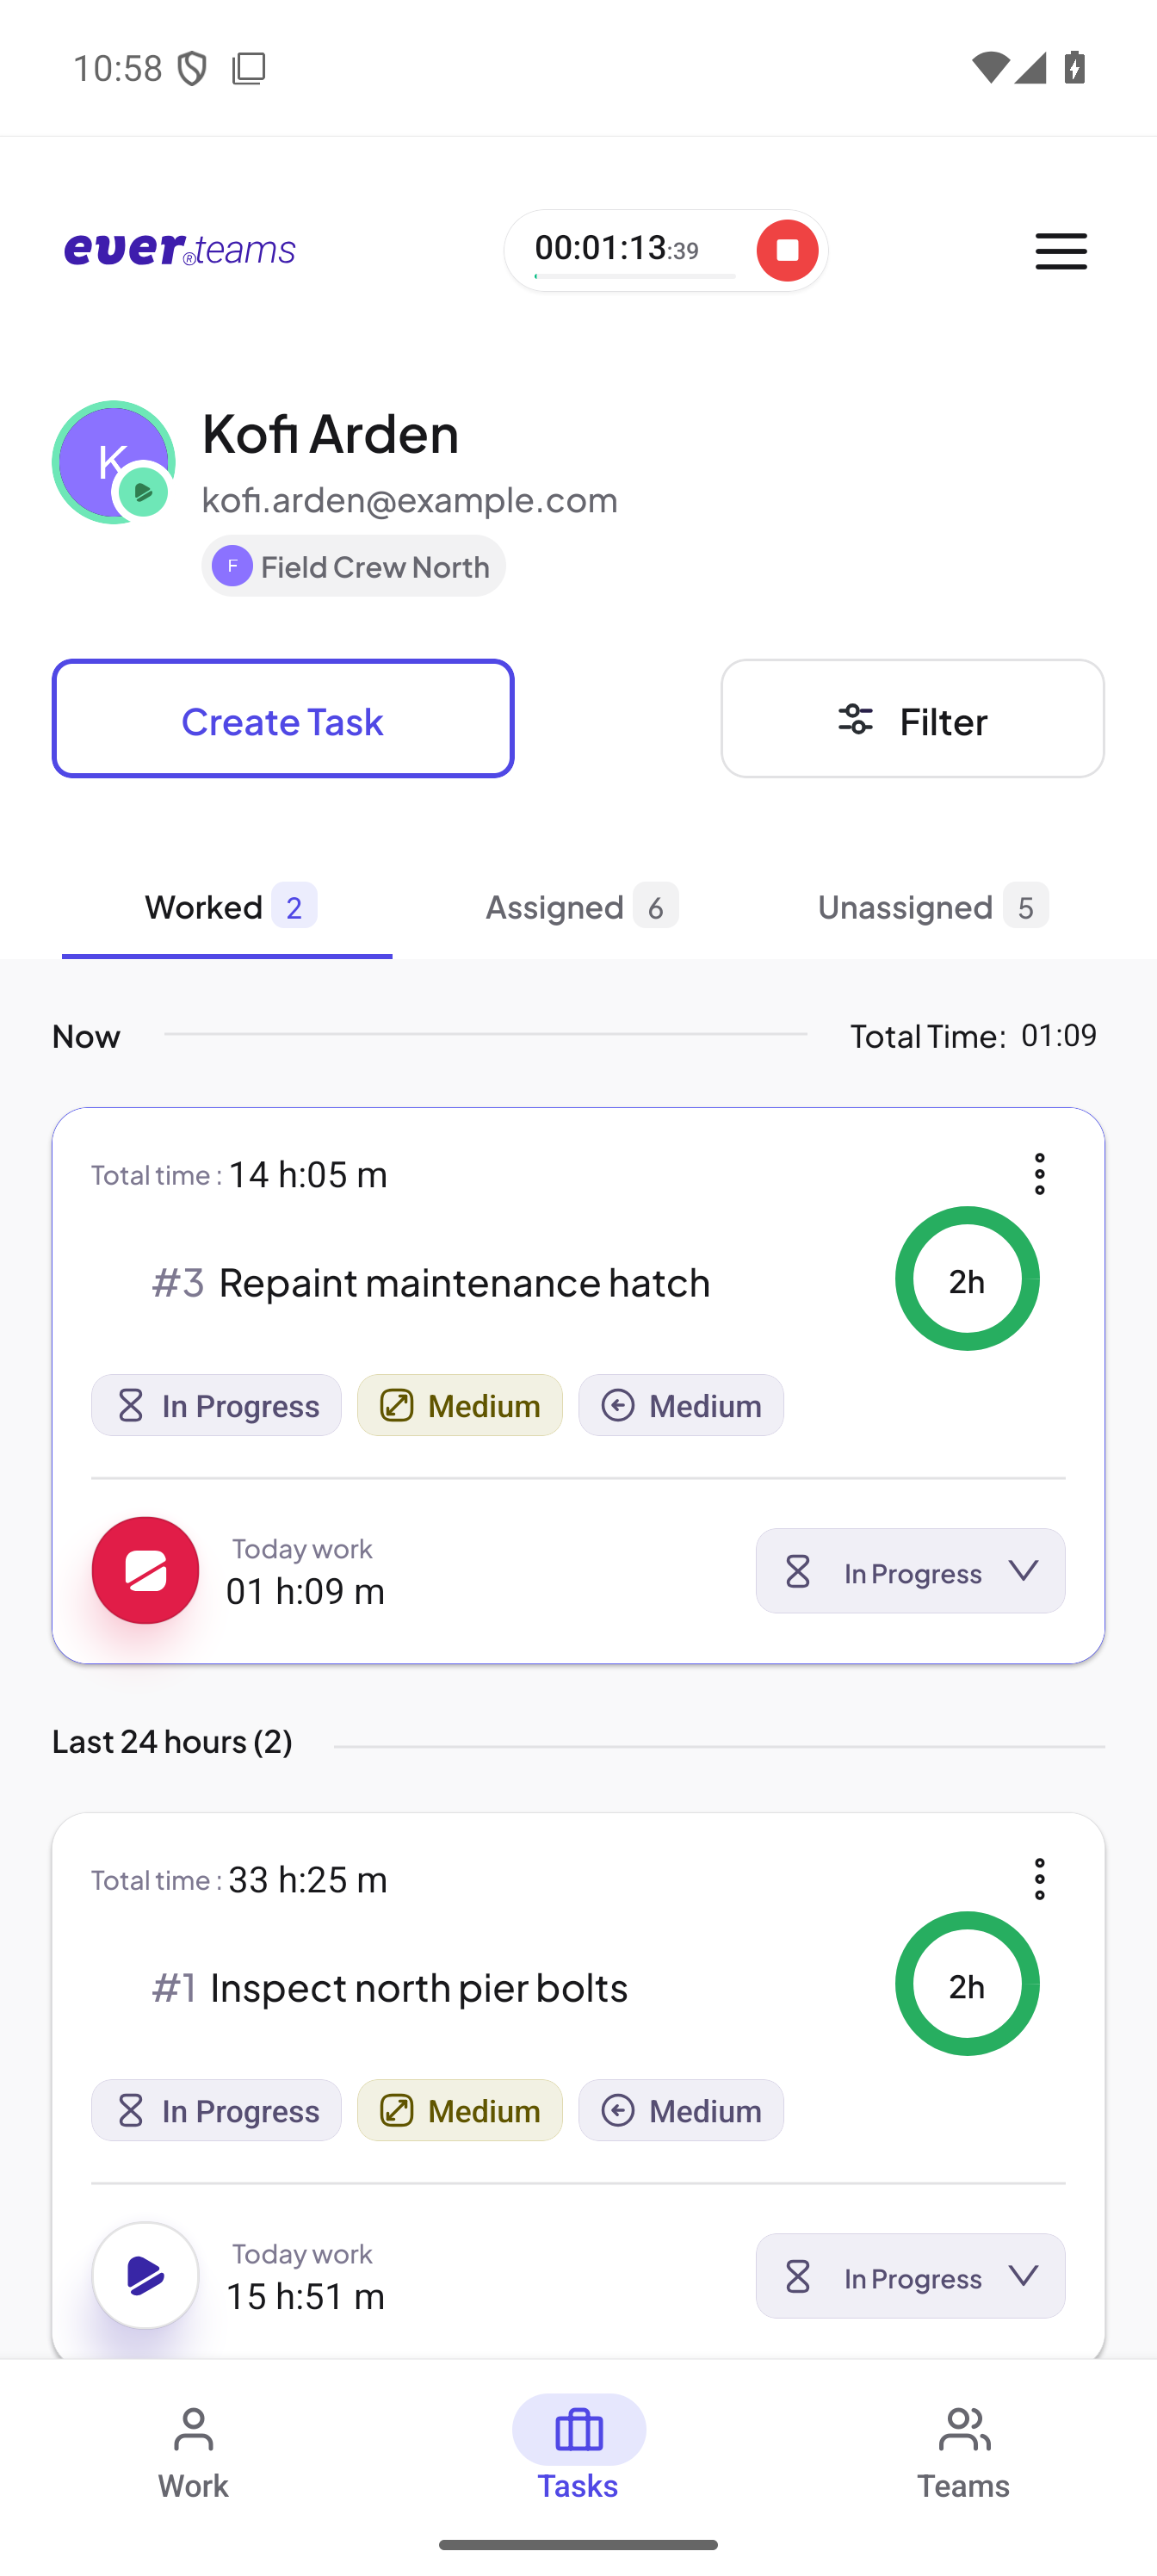 10:58
ever®teams
00:01:13:39
K
Kofi Arden
kofi.arden@example.com
F Field Crew North
Create Task
Filter
Worked 2
Assigned 6
Unassigned 5
Now
Total Time: 01:09
Total time : 14 h:05 m
#3 Repaint maintenance hatch
2h
In Progress
Medium
Medium
Today work
01 h:09 m
In Progress
Last 24 hours (2)
Total time : 33 h:25 m
#1 Inspect north pier bolts
2h
In Progress
Medium
Medium
Today work
15 h:51 m
In Progress
Work
Tasks
Teams